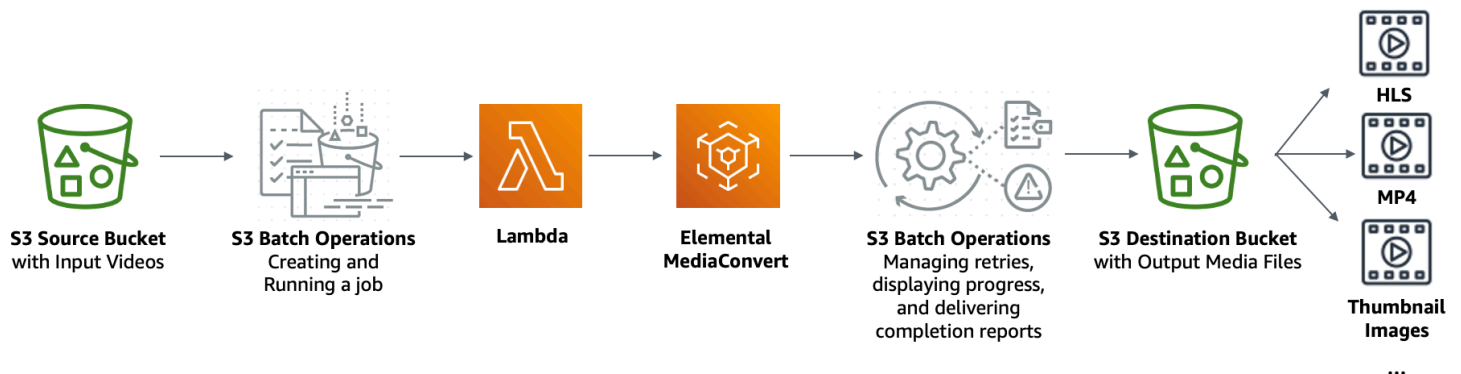 S3 Source Bucket
with Input Videos
S3 Batch Operations
Creating and
Running a job
Lambda
Elemental
MediaConvert
S3 Batch Operations
Managing retries,
displaying progress,
and delivering
completion reports
S3 Destination Bucket
with Output Media Files
HLS
MP4
Thumbnail
Images
...